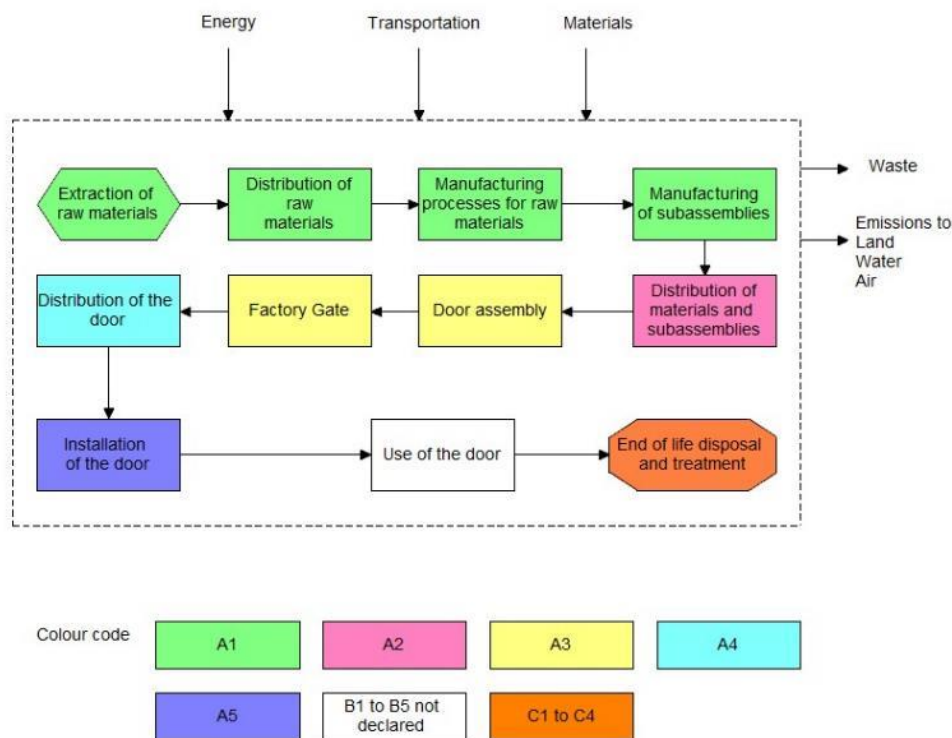 Energy
Transportation
Materials
Extraction of
raw materials
Distribution of
raw
materials
Manufacturing
processes for raw
materials
Manufacturing
of subassemblies
Waste
Emissions to
Land
Water
Air
Distribution of the
door
Factory Gate
Door assembly
Distribution of
materials and
subassemblies
Installation
of the door
Use of the door
End of life disposal
and treatment
Colour code
A1
A2
A3
A4
A5
B1 to B5 not
declared
C1 to C4